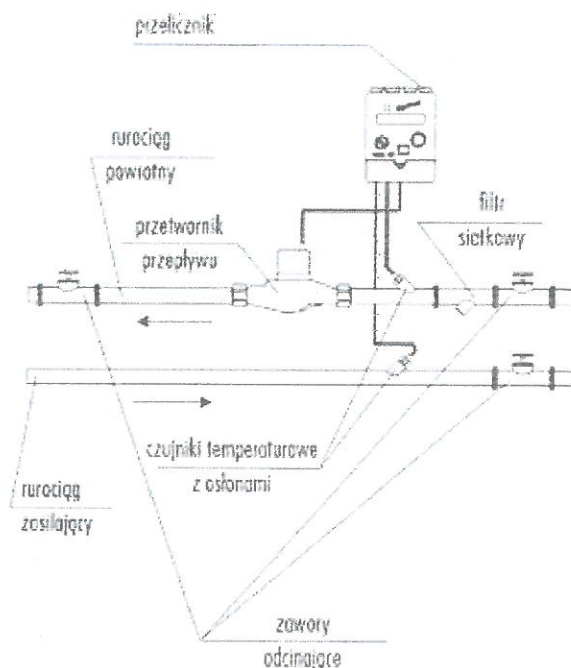 przelicznik
rurociąg
powrotny
przetwornik
przepływu
filtr
siatkowy
czujniki temperaturowe
z osłonami
rurociąg
zasilający
zawory
odcinające